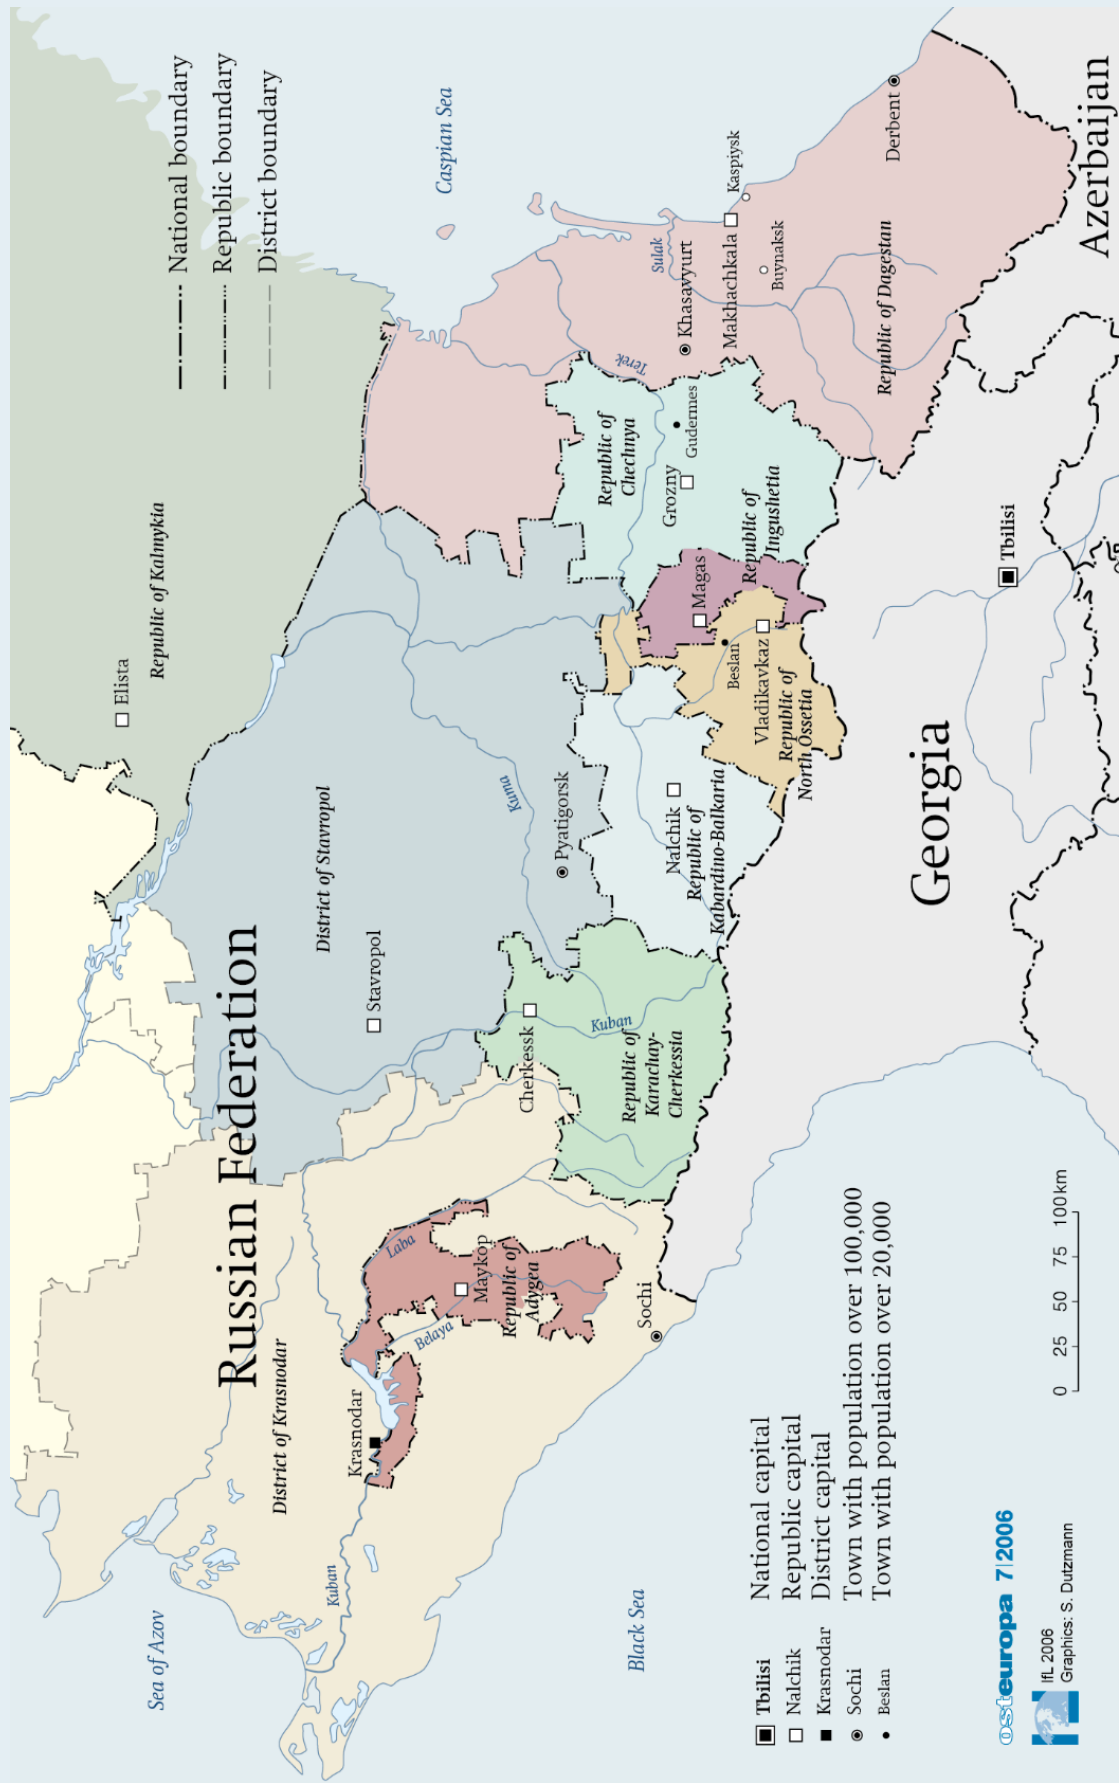 Russian Federation
Georgia
Azerbaijan
National boundary
Republic boundary
District boundary
Sea of Azov
Black Sea
Caspian Sea
District of Krasnodar
Krasnodar
Kuban
Belaya
Laba
Maykop
Republic of
Adygea
Sochi
District of Stavropol
Stavropol
Kuma
Pyatigorsk
Cherkessk
Kuban
Republic of
Karachay-
Cherkessia
Republic of Kalmykia
Elista
Nalchik
Republic of
Kabardino-Balkaria
Beslan
Vladikavkaz
Republic of
North Ossetia
Magas
Republic of
Ingushetia
Republic of
Chechnya
Grozny
Gudermes
Terek
Sulak
Khasavyurt
Makhachkala
Kaspiysk
Buynaksk
Republic of Dagestan
Derbent
Tbilisi
Tbilisi National capital
Nalchik Republic capital
Krasnodar District capital
Sochi Town with population over 100,000
Beslan Town with population over 20,000
0 25 50 75 100 km
osteuropa 7|2006
IfL 2006
Graphics: S. Dutzmann